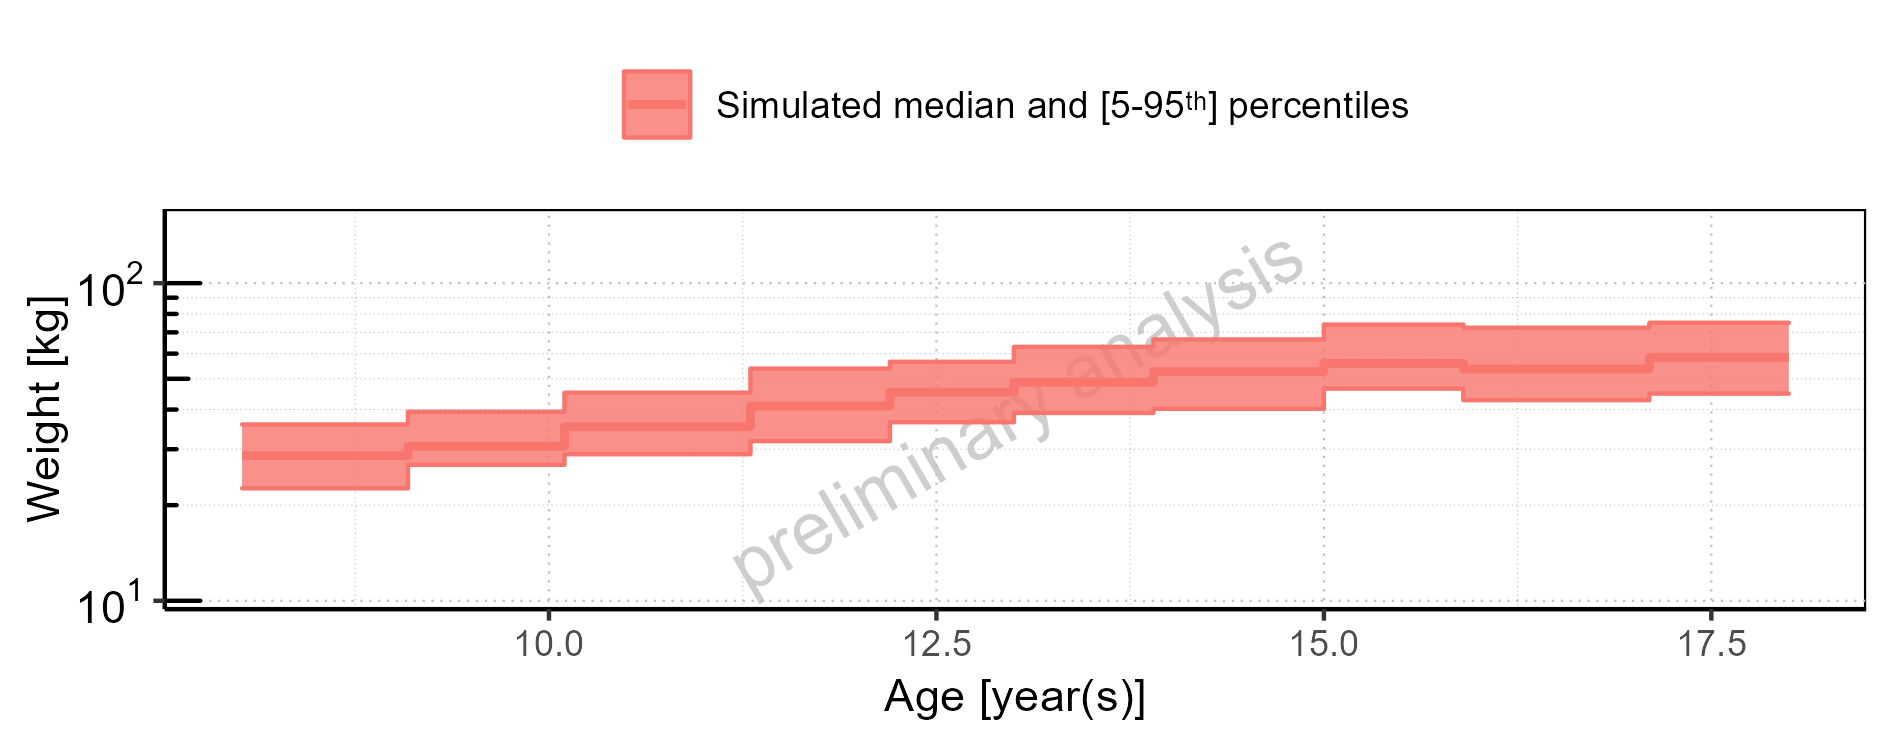 Simulated median and [5-95ᵗʰ] percentiles
Weight [kg]
10²
10¹
preliminary analysis
10.0 12.5 15.0 17.5
Age [year(s)]